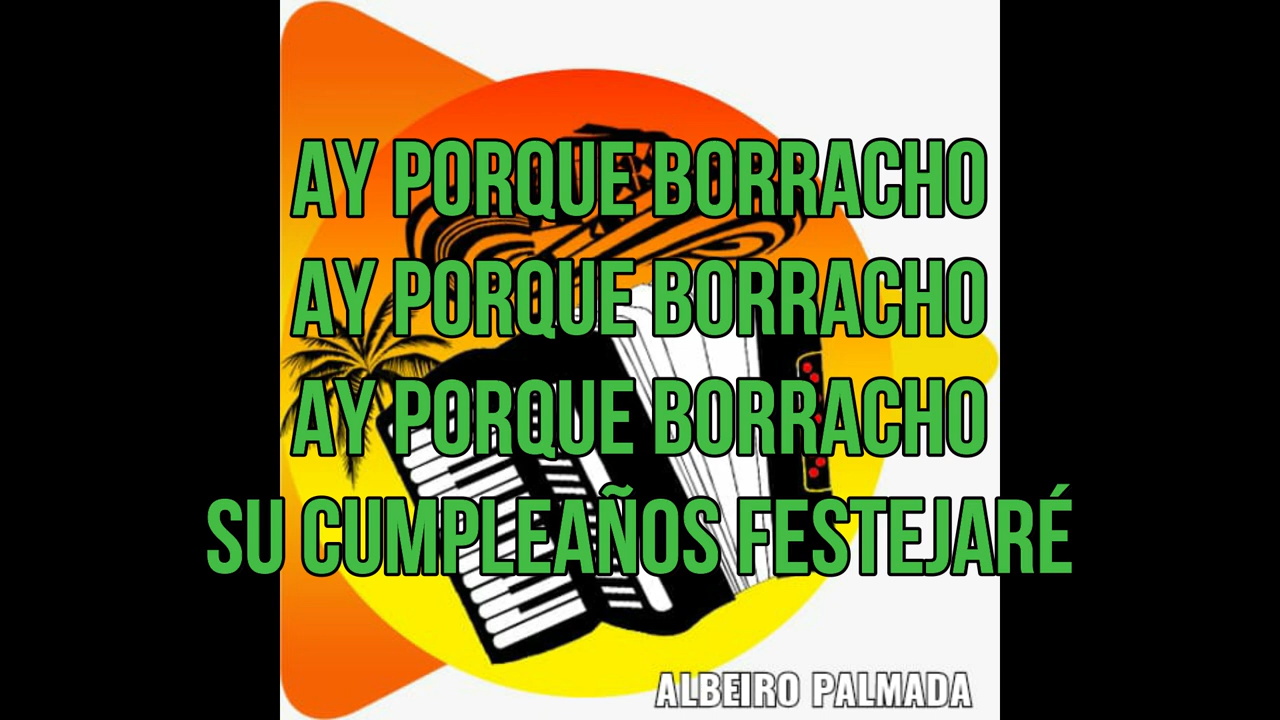 AY PORQUE BORRACHO
AY PORQUE BORRACHO
AY PORQUE BORRACHO
SU CUMPLEAÑOS FESTEJARÉ
ALBEIRO PALMADA